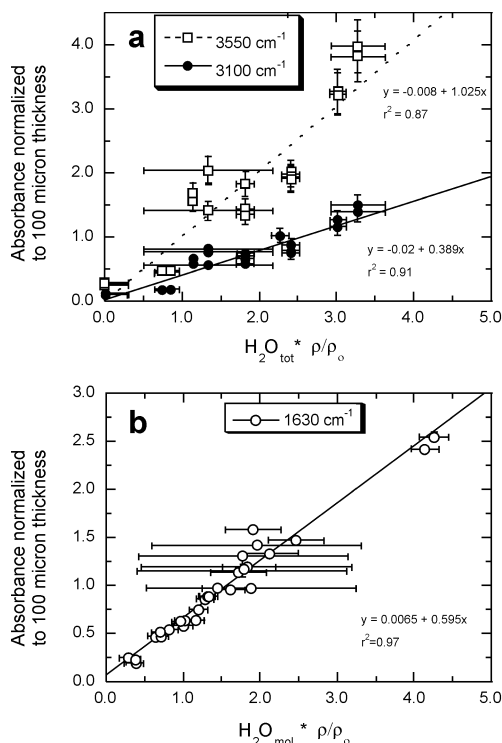 a
3550 cm-1
3100 cm-1
Absorbance normalized
to 100 micron thickness
4.0
3.0
2.0
1.0
0.0
y = -0.008 + 1.025x
r2 = 0.87
y = -0.02 + 0.389x
r2 = 0.91
0.0 1.0 2.0 3.0 4.0 5.0
H2Otot* ρ/ρo
b
1630 cm-1
Absorbance normalized
to 100 micron thickness
3.0
2.5
2.0
1.5
1.0
0.5
0.0
y = 0.0065 + 0.595x
r2=0.97
0.0 1.0 2.0 3.0 4.0 5.0
H2Omol* ρ/ρo